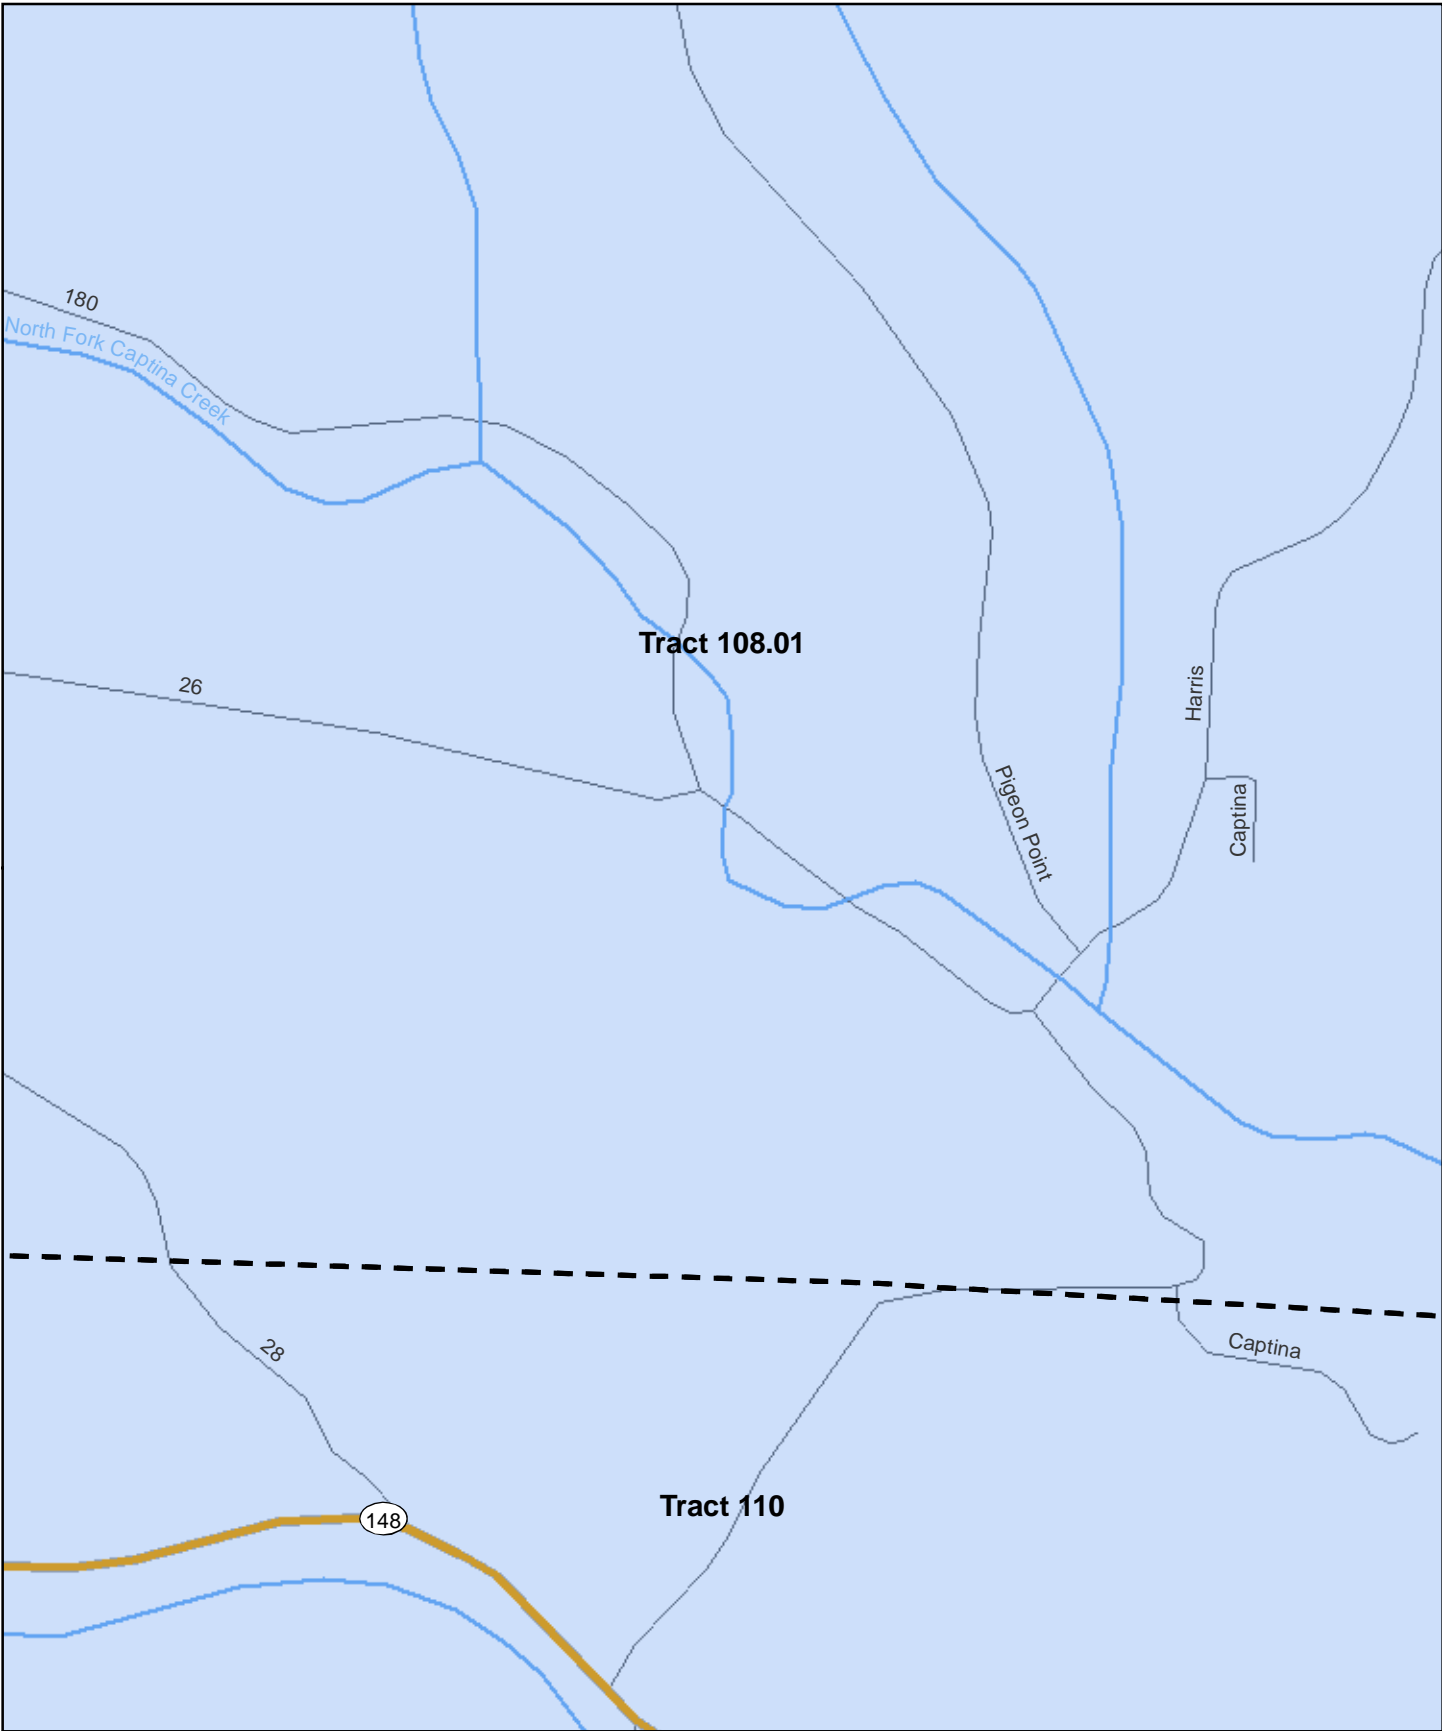 180
North Fork Captina Creek
Tract 108.01
26
Harris
Pigeon Point
Captina
28
Captina
Tract 110
148